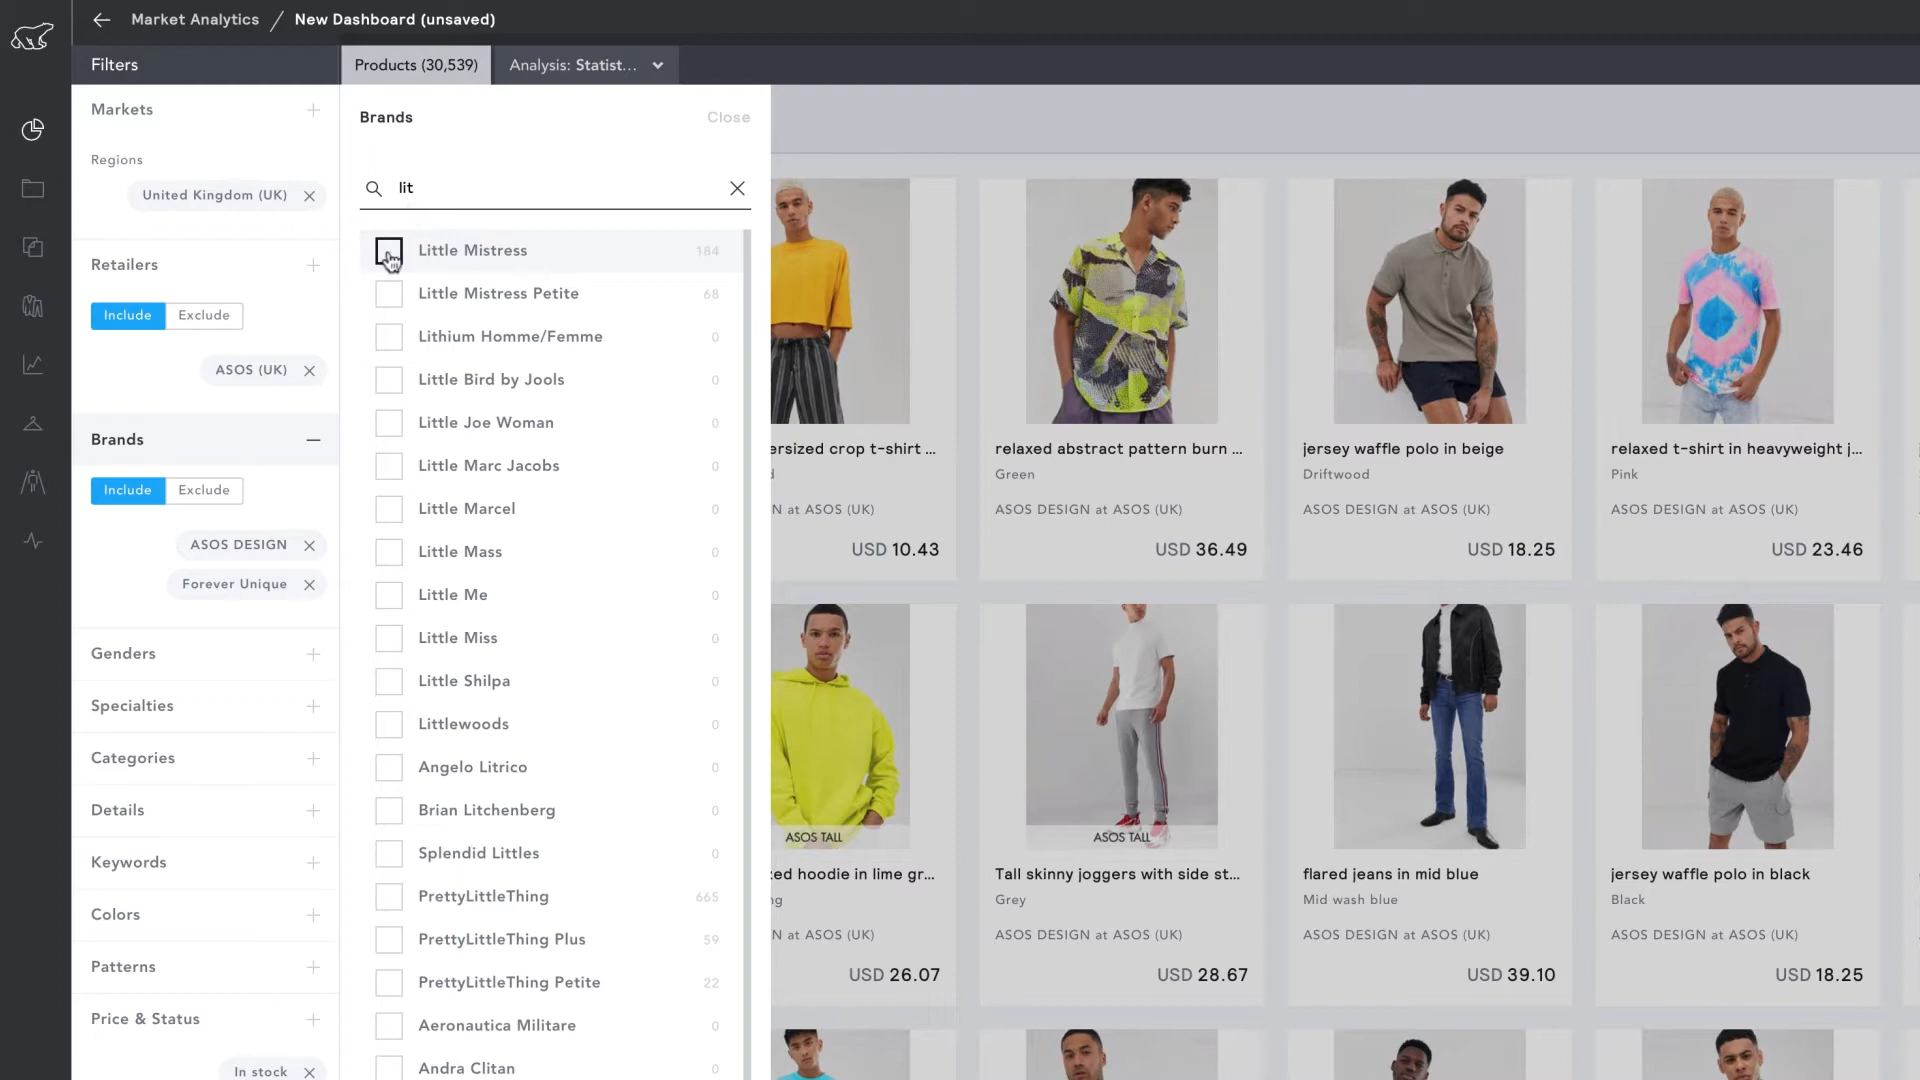 Market Analytics / New Dashboard (unsaved)
Filters
Products (30,539)
Analysis: Statist...
Markets
Regions
United Kingdom (UK)
Retailers
Include Exclude
ASOS (UK)
Brands
Include Exclude
ASOS DESIGN
Forever Unique
Genders
Specialties
Categories
Details
Keywords
Colors
Patterns
Price & Status
In stock
Brands
Close
lit
Little Mistress 184
Little Mistress Petite 68
Lithium Homme/Femme 0
Little Bird by Jools 0
Little Joe Woman 0
Little Marc Jacobs 0
Little Marcel 0
Little Mass 0
Little Me 0
Little Miss 0
Little Shilpa 0
Littlewoods 0
Angelo Litrico 0
Brian Litchenberg 0
Splendid Littles 0
PrettyLittleThing 665
PrettyLittleThing Plus 59
PrettyLittleThing Petite 22
Aeronautica Militare 0
Andra Clitan 0
ersized crop t-shirt ...
d
N at ASOS (UK)
USD 10.43
relaxed abstract pattern burn ...
Green
ASOS DESIGN at ASOS (UK)
USD 36.49
jersey waffle polo in beige
Driftwood
ASOS DESIGN at ASOS (UK)
USD 18.25
relaxed t-shirt in heavyweight j...
Pink
ASOS DESIGN at ASOS (UK)
USD 23.46
ASOS TALL
zed hoodie in lime gr...
ng
N at ASOS (UK)
USD 26.07
ASOS TALL
Tall skinny joggers with side st...
Grey
ASOS DESIGN at ASOS (UK)
USD 28.67
flared jeans in mid blue
Mid wash blue
ASOS DESIGN at ASOS (UK)
USD 39.10
jersey waffle polo in black
Black
ASOS DESIGN at ASOS (UK)
USD 18.25